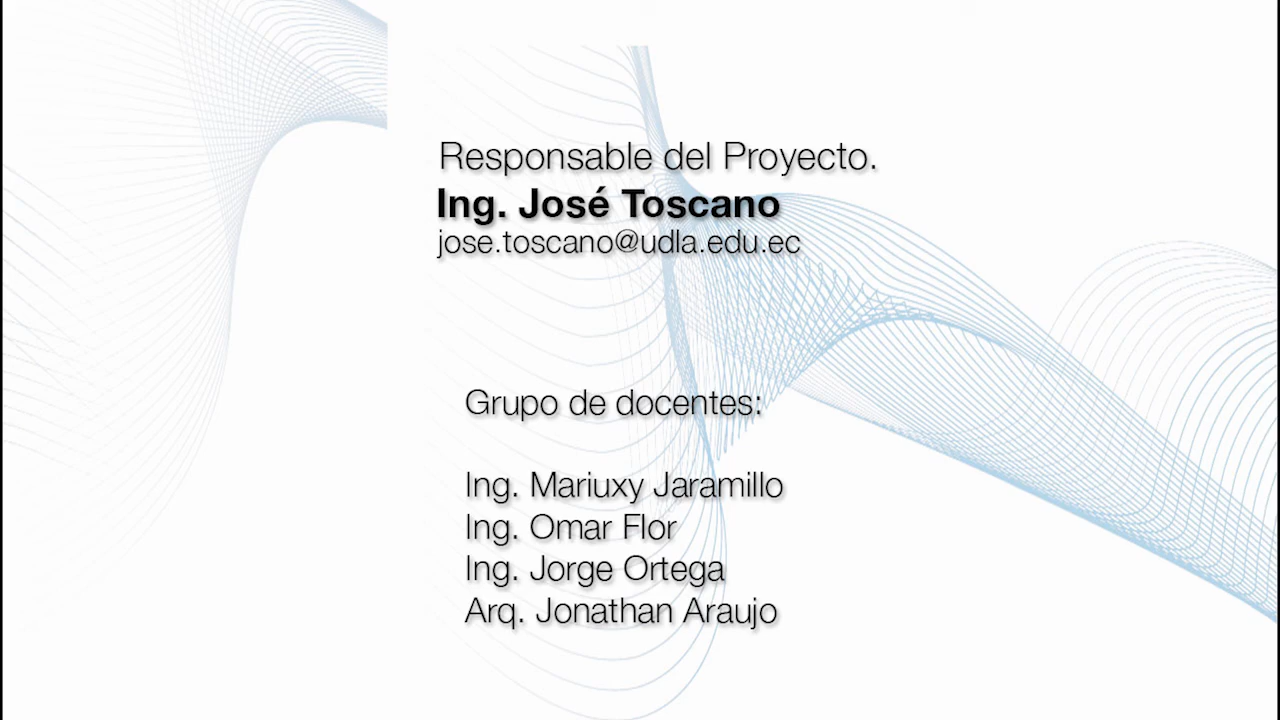 Responsable del Proyecto.
Ing. José Toscano
jose.toscano@udla.edu.ec
Grupo de docentes:
Ing. Mariuxy Jaramillo
Ing. Omar Flor
Ing. Jorge Ortega
Arq. Jonathan Araujo